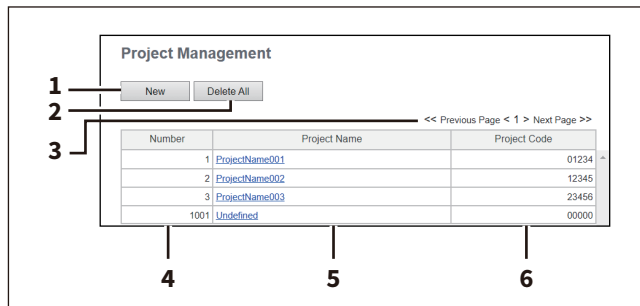 Project Management
1
New
Delete All
2
<< Previous Page < 1 > Next Page >>
3
Number Project Name Project Code
1 ProjectName001 01234
2 ProjectName002 12345
3 ProjectName003 23456
1001 Undefined 00000
4 5 6